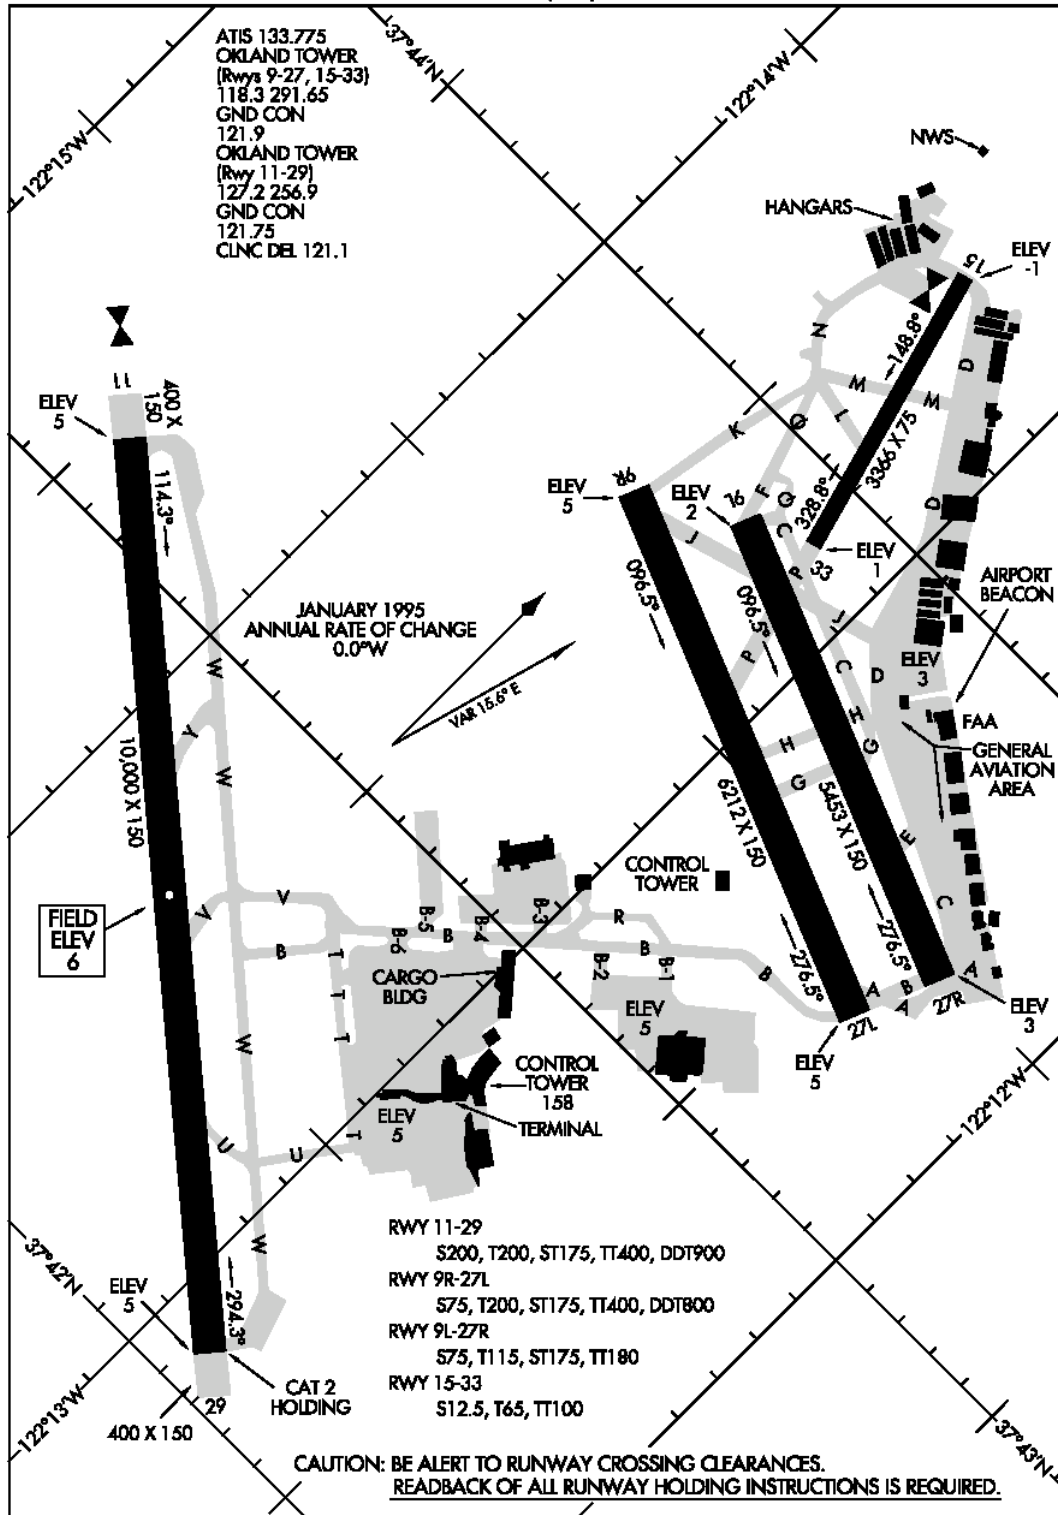 ATIS 133.775
OKLAND TOWER
(Rwys 9-27, 15-33)
118.3 291.65
GND CON
121.9
OKLAND TOWER
(Rwy 11-29)
127.2 256.9
GND CON
121.75
CLNC DEL 121.1
122°15'W
37°44'N
122°14'W
NWS
HANGARS
15
ELEV
-1
148.8°
3366 X 75
328.8°
33
ELEV
1
N
M
M
D
D
D
K
Q
L
F
Q
C
P
P
J
L
C
H
G
H
G
E
C
11
400 X
150
ELEV
5
114.3°
10,000 X 150
W
W
W
W
Y
FIELD
ELEV
6
JANUARY 1995
ANNUAL RATE OF CHANGE
0.0°W
VAR 15.6° E
9R
ELEV
5
096.5°
6212 X 150
276.5°
27L
ELEV
5
9L
ELEV
2
096.5°
5453 X 150
276.5°
27R
ELEV
3
A
B
A
A
AIRPORT
BEACON
ELEV
3
FAA
GENERAL
AVIATION
AREA
CONTROL
TOWER
V
V
B
T
T
T
T
U
U
B-6
B-5
B
B-4
B-3
R
B
B-2
B-1
B
CARGO
BLDG
ELEV
5
CONTROL
TOWER
158
TERMINAL
ELEV
5
122°12'W
37°42'N
ELEV
5
294.3°
CAT 2
HOLDING
29
400 X 150
122°13'W
37°43'N
RWY 11-29
S200, T200, ST175, TT400, DDT900
RWY 9R-27L
S75, T200, ST175, TT400, DDT800
RWY 9L-27R
S75, T115, ST175, TT180
RWY 15-33
S12.5, T65, TT100
CAUTION: BE ALERT TO RUNWAY CROSSING CLEARANCES.
READBACK OF ALL RUNWAY HOLDING INSTRUCTIONS IS REQUIRED.